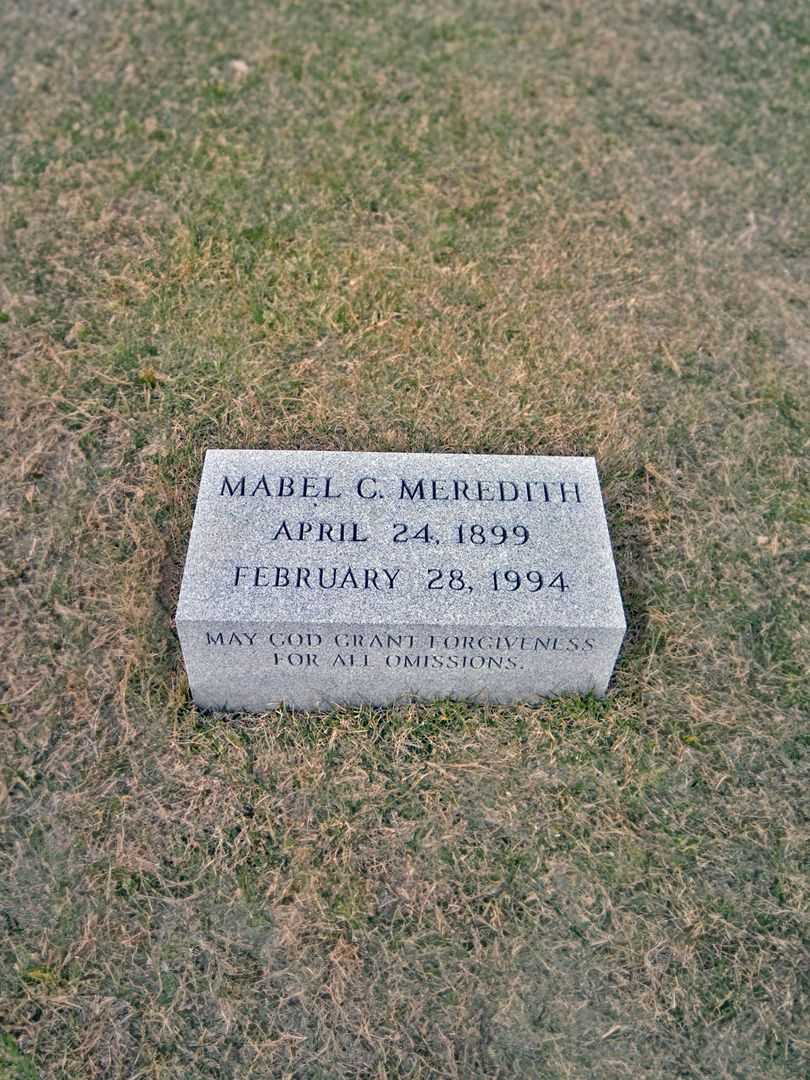 MABEL C. MEREDITH
APRIL 24, 1899
FEBRUARY 28, 1994
MAY GOD GRANT FORGIVENESS
FOR ALL OMISSIONS.